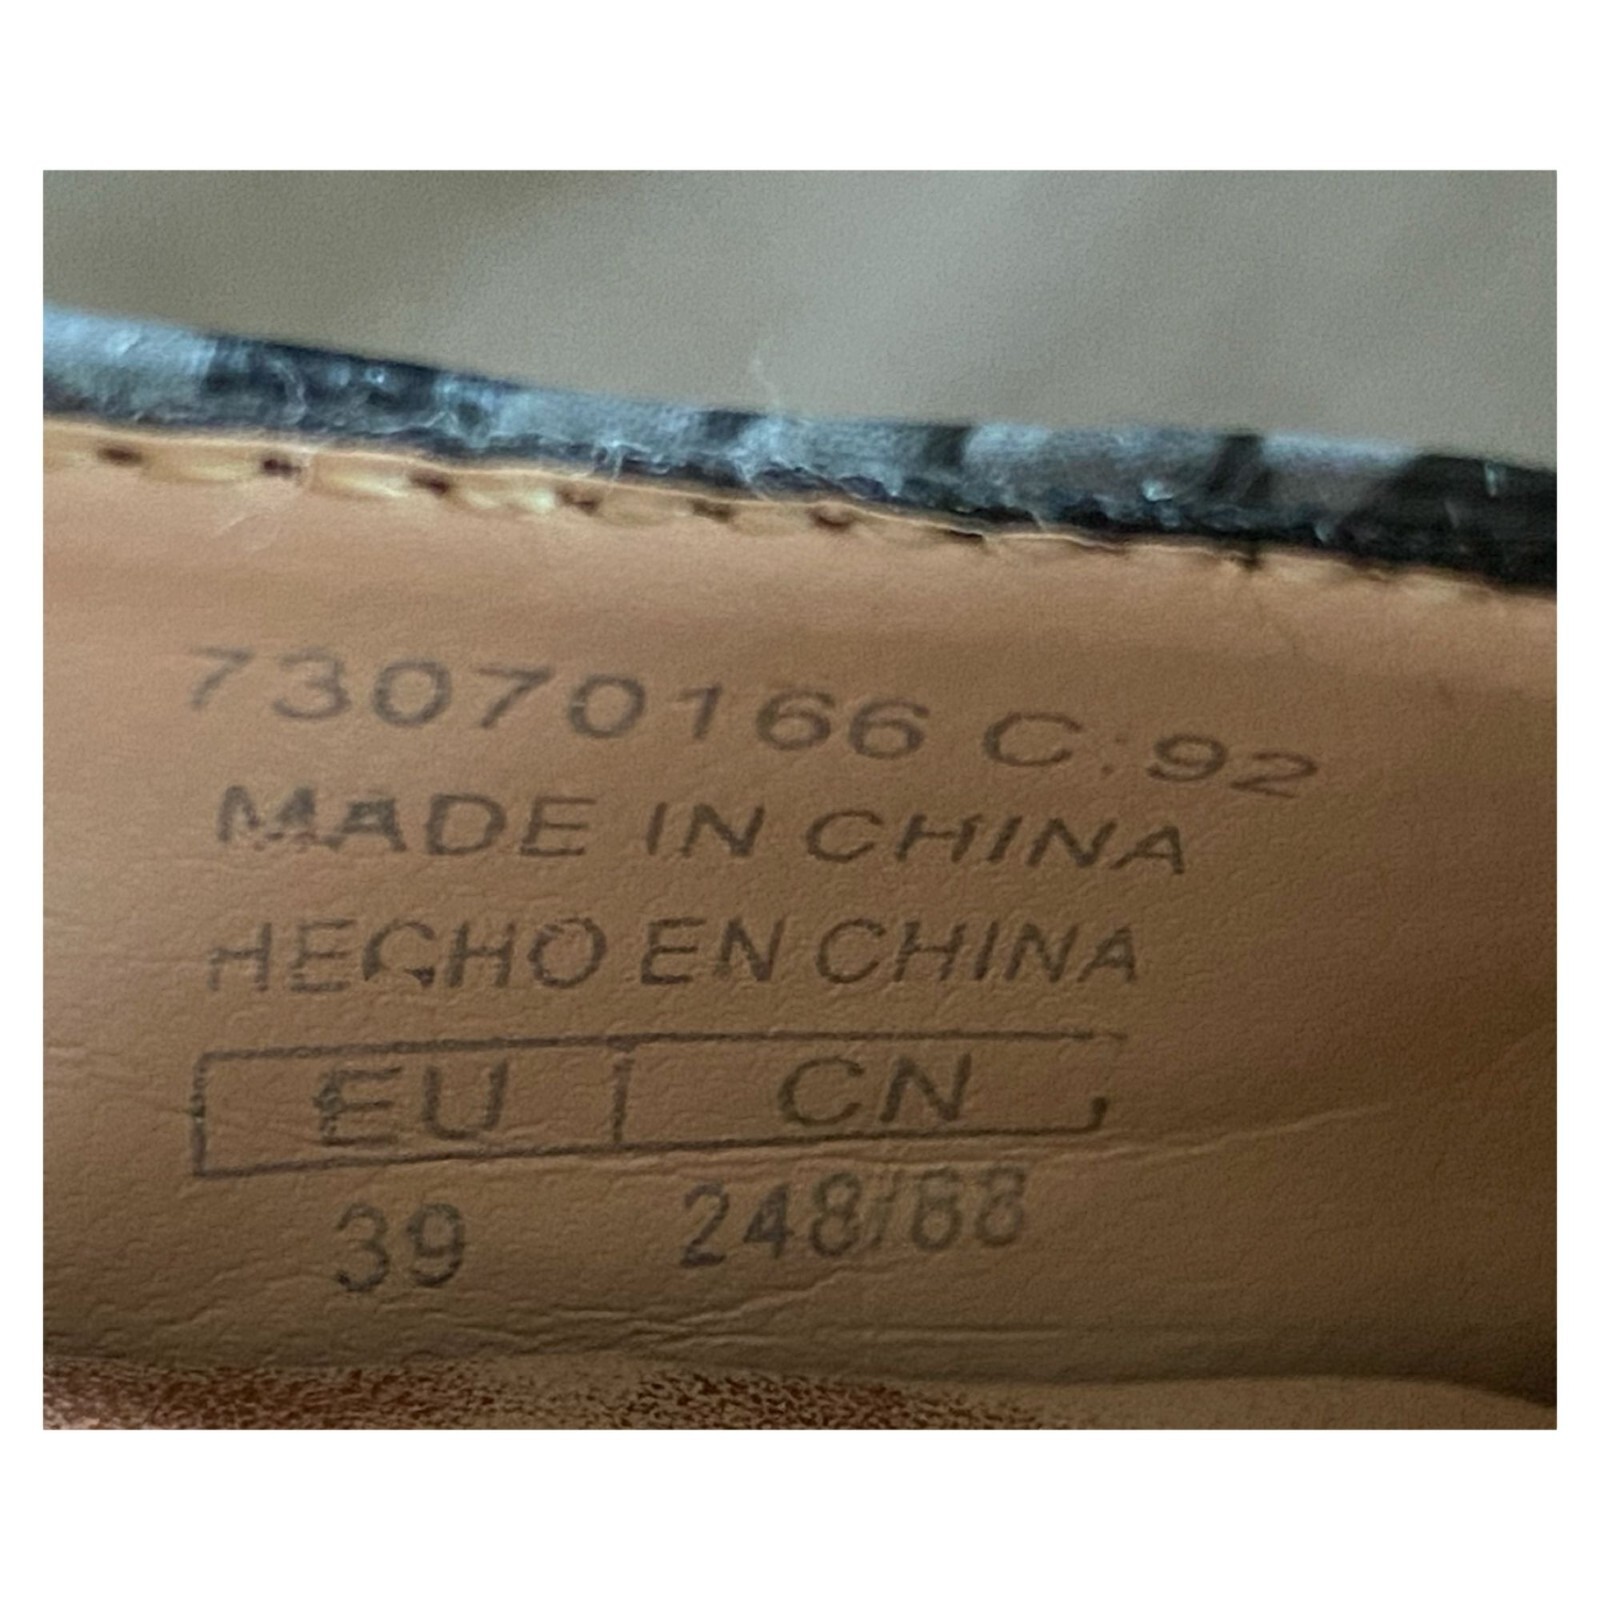 73070166 C:92
MADE IN CHINA
HECHO EN CHINA
EU CN
39 248/88